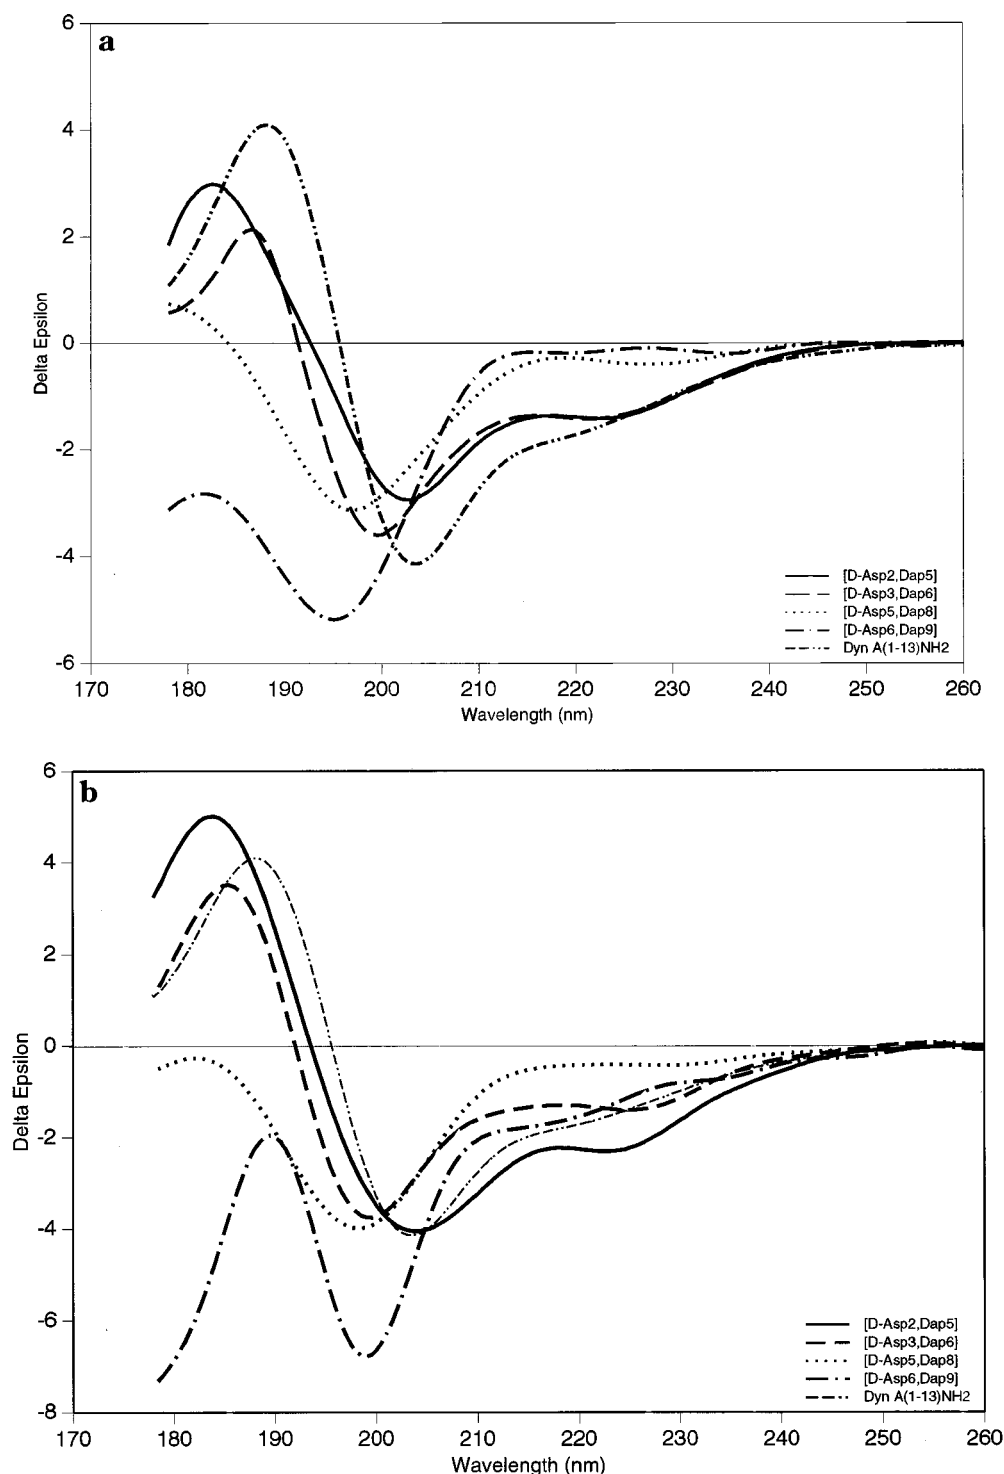 a
6
4
2
0
-2
-4
-6
Delta Epsilon
[D-Asp2,Dap5]
[D-Asp3,Dap6]
[D-Asp5,Dap8]
[D-Asp6,Dap9]
Dyn A(1-13)NH2
170 180 190 200 210 220 230 240 250 260
Wavelength (nm)
b
6
4
2
0
-2
-4
-6
-8
Delta Epsilon
[D-Asp2,Dap5]
[D-Asp3,Dap6]
[D-Asp5,Dap8]
[D-Asp6,Dap9]
Dyn A(1-13)NH2
170 180 190 200 210 220 230 240 250 260
Wavelength (nm)